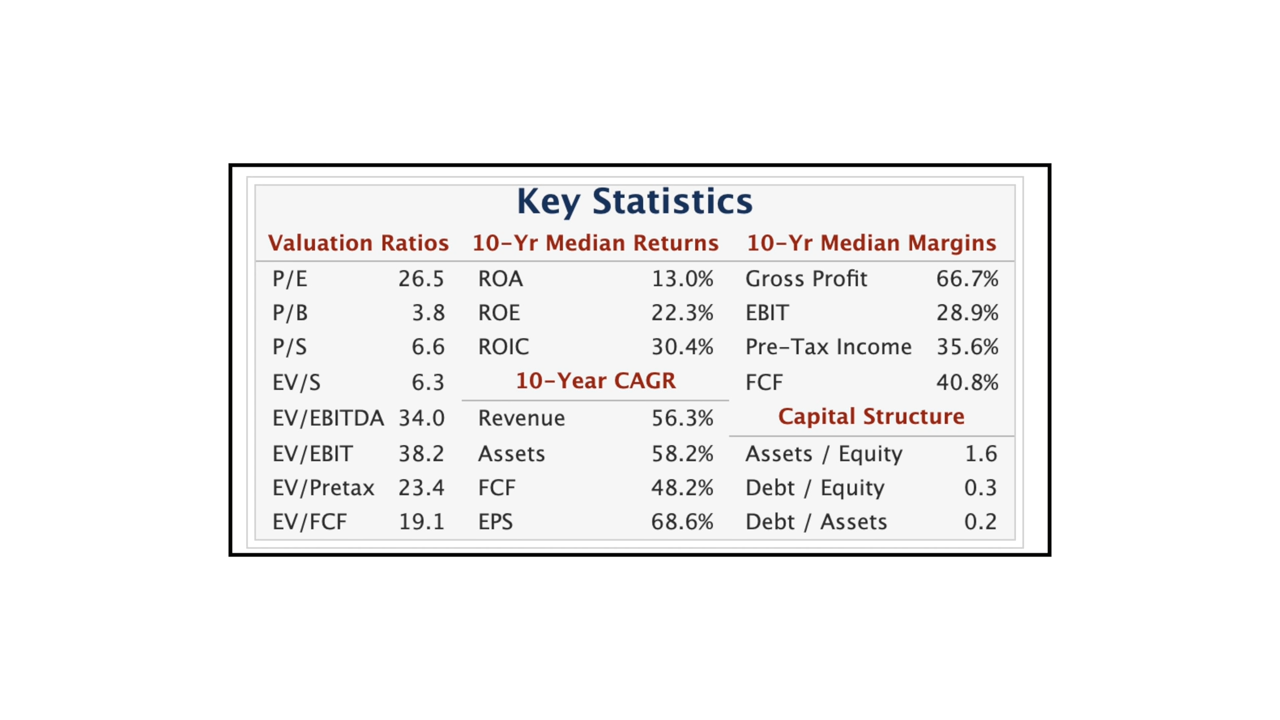 Key Statistics
Valuation Ratios 10-Yr Median Returns 10-Yr Median Margins
P/E 26.5 ROA 13.0% Gross Profit 66.7%
P/B 3.8 ROE 22.3% EBIT 28.9%
P/S 6.6 ROIC 30.4% Pre-Tax Income 35.6%
EV/S 6.3 10-Year CAGR FCF 40.8%
EV/EBITDA 34.0 Revenue 56.3% Capital Structure
EV/EBIT 38.2 Assets 58.2% Assets / Equity 1.6
EV/Pretax 23.4 FCF 48.2% Debt / Equity 0.3
EV/FCF 19.1 EPS 68.6% Debt / Assets 0.2